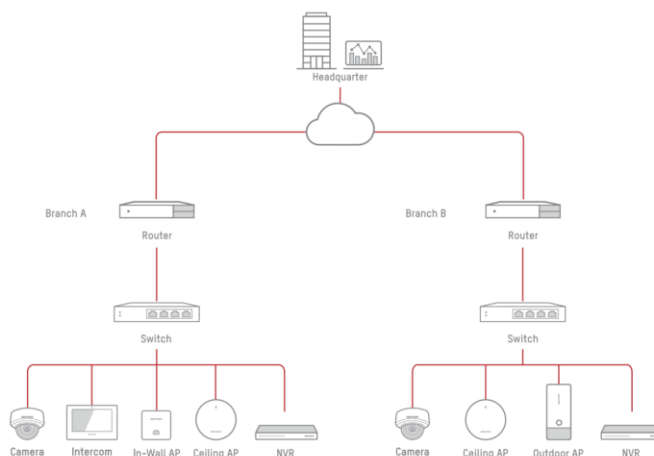 Headquarter
Branch A
Branch B
Router
Router
Switch
Switch
Camera
Intercom
In-Wall AP
Ceiling AP
NVR
Camera
Ceiling AP
Outdoor AP
NVR